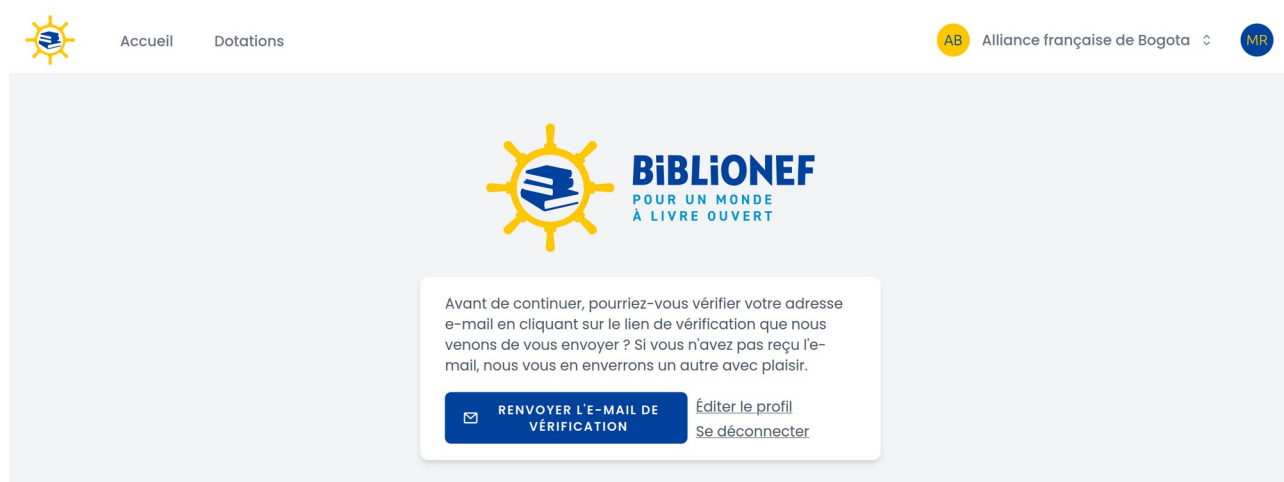 Accueil
Dotations
AB
Alliance française de Bogota
MR
BiBLiONEF
POUR UN MONDE
À LIVRE OUVERT
Avant de continuer, pourriez-vous vérifier votre adresse
e-mail en cliquant sur le lien de vérification que nous
venons de vous envoyer ? Si vous n'avez pas reçu l'e-
mail, nous vous en enverrons un autre avec plaisir.
RENVOYER L'E-MAIL DE
VÉRIFICATION
Éditer le profil
Se déconnecter